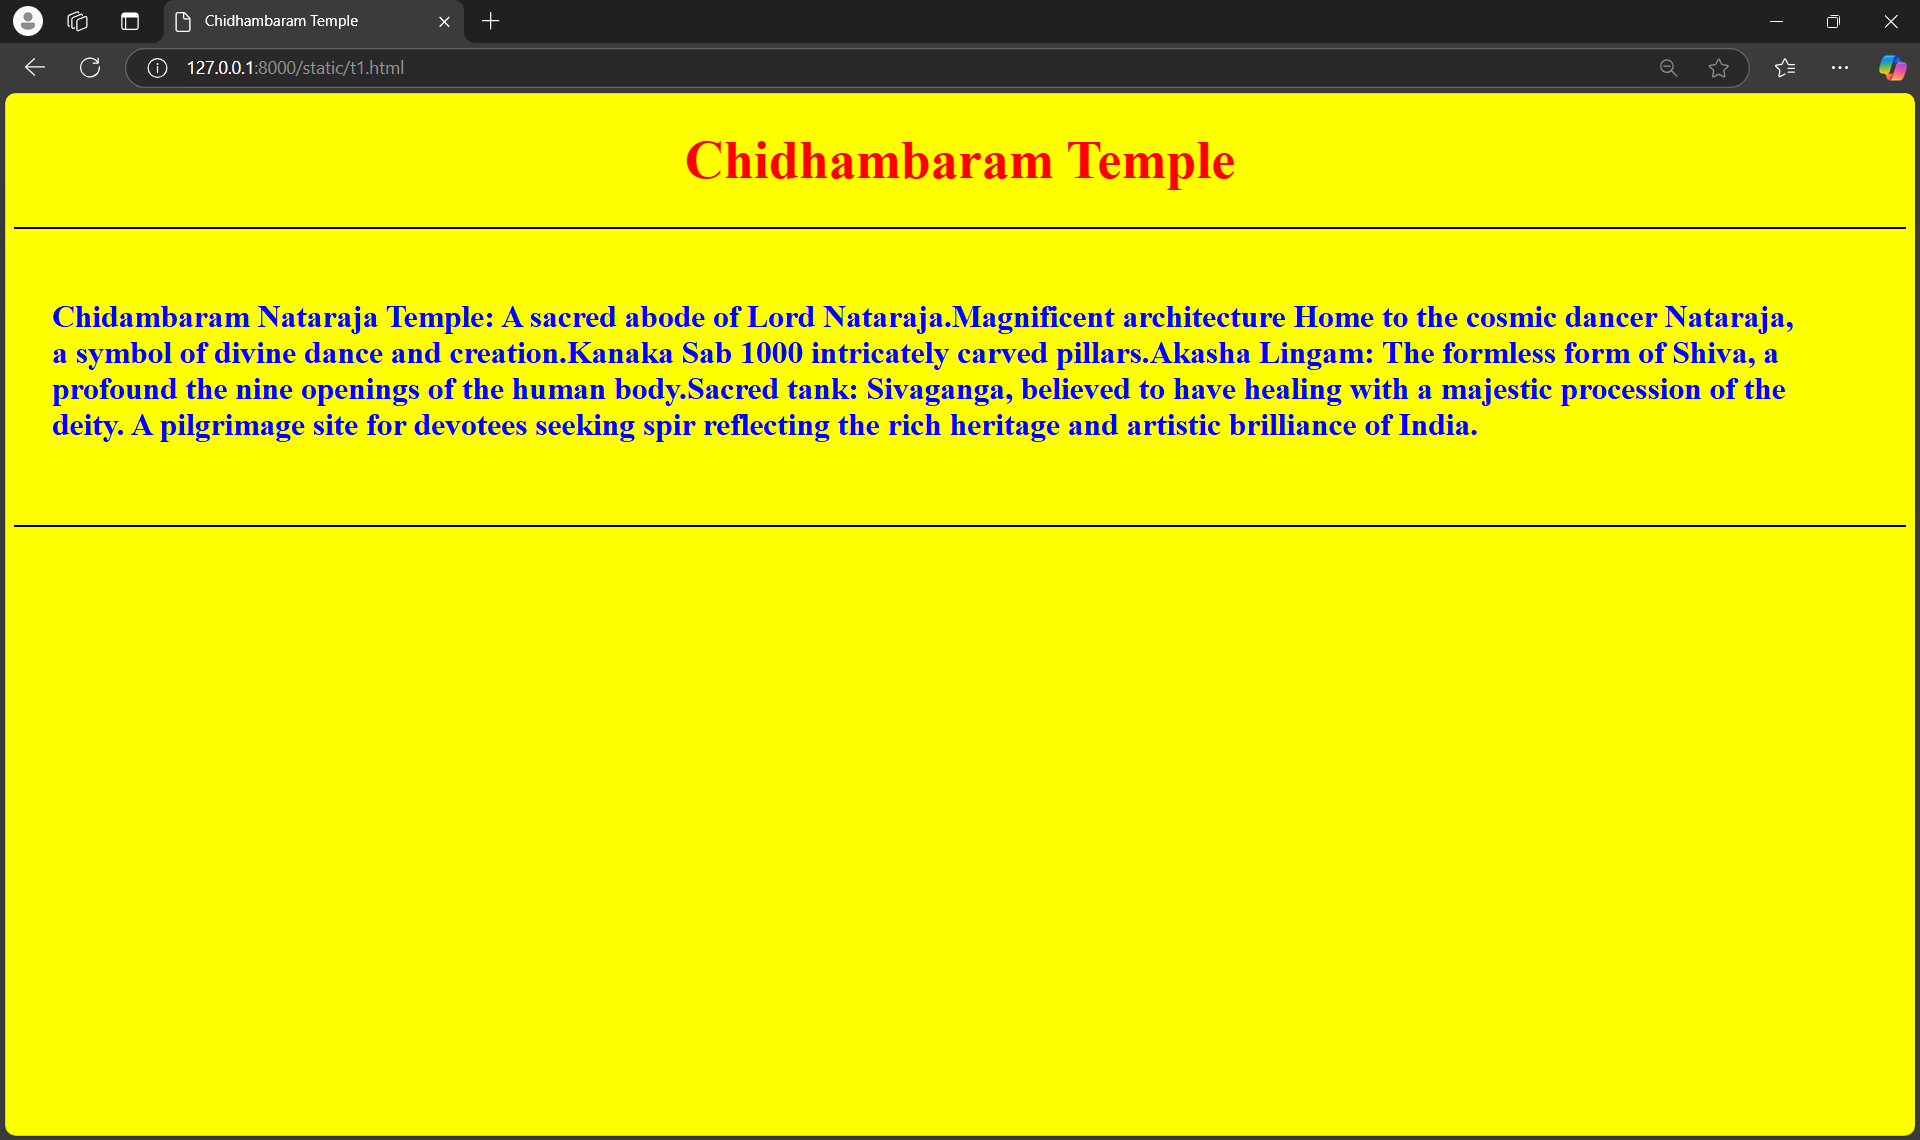 Chidhambaram Temple
127.0.0.1:8000/static/t1.html
Chidhambaram Temple
Chidambaram Nataraja Temple: A sacred abode of Lord Nataraja.Magnificent architecture Home to the cosmic dancer Nataraja,
a symbol of divine dance and creation.Kanaka Sab 1000 intricately carved pillars.Akasha Lingam: The formless form of Shiva, a
profound the nine openings of the human body.Sacred tank: Sivaganga, believed to have healing with a majestic procession of the
deity. A pilgrimage site for devotees seeking spir reflecting the rich heritage and artistic brilliance of India.